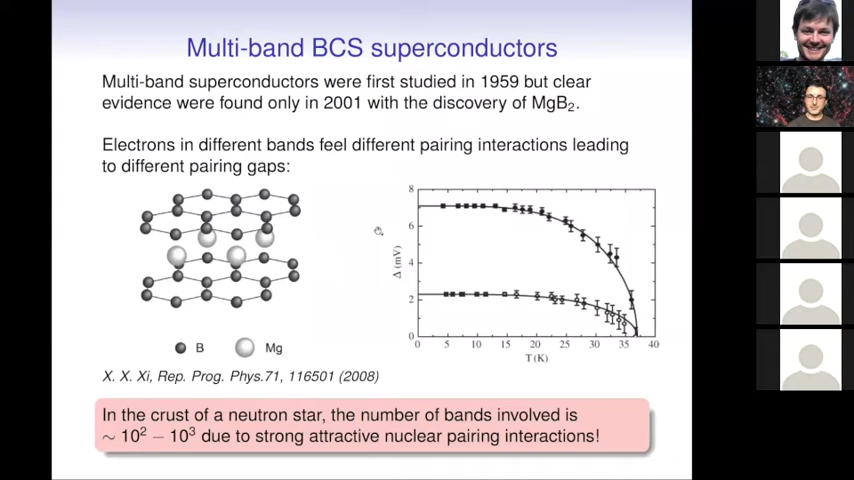 Multi-band BCS superconductors
Multi-band superconductors were first studied in 1959 but clear
evidence were found only in 2001 with the discovery of MgB₂.
Electrons in different bands feel different pairing interactions leading
to different pairing gaps:
8
6
4
2
0
Δ (mV)
0 5 10 15 20 25 30 35 40
T (K)
B Mg
X. X. Xi, Rep. Prog. Phys.71, 116501 (2008)
In the crust of a neutron star, the number of bands involved is
∼ 10² − 10³ due to strong attractive nuclear pairing interactions!